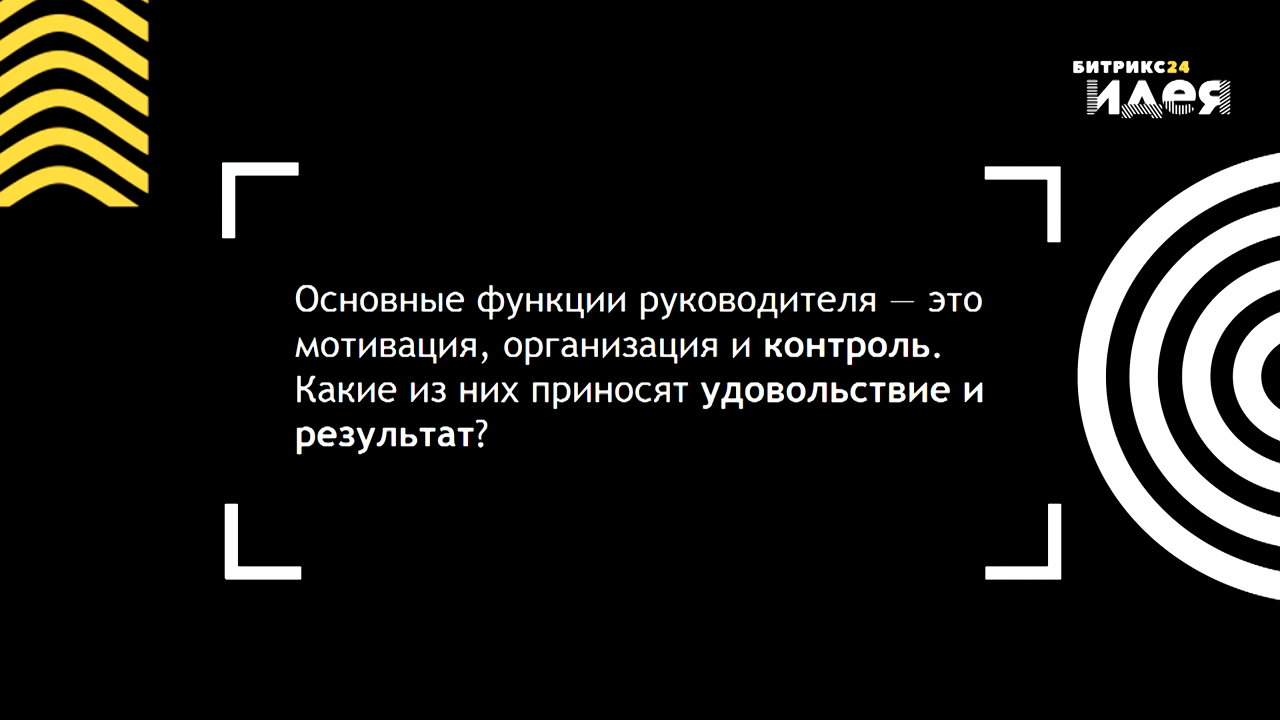 БИТРИКС24
идея
Основные функции руководителя — это
мотивация, организация и контроль.
Какие из них приносят удовольствие и
результат?